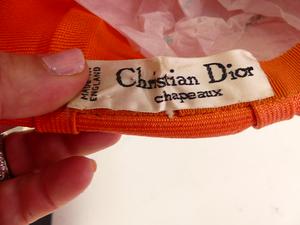 MADE IN
ENGLAND
Christian Dior
chapeaux